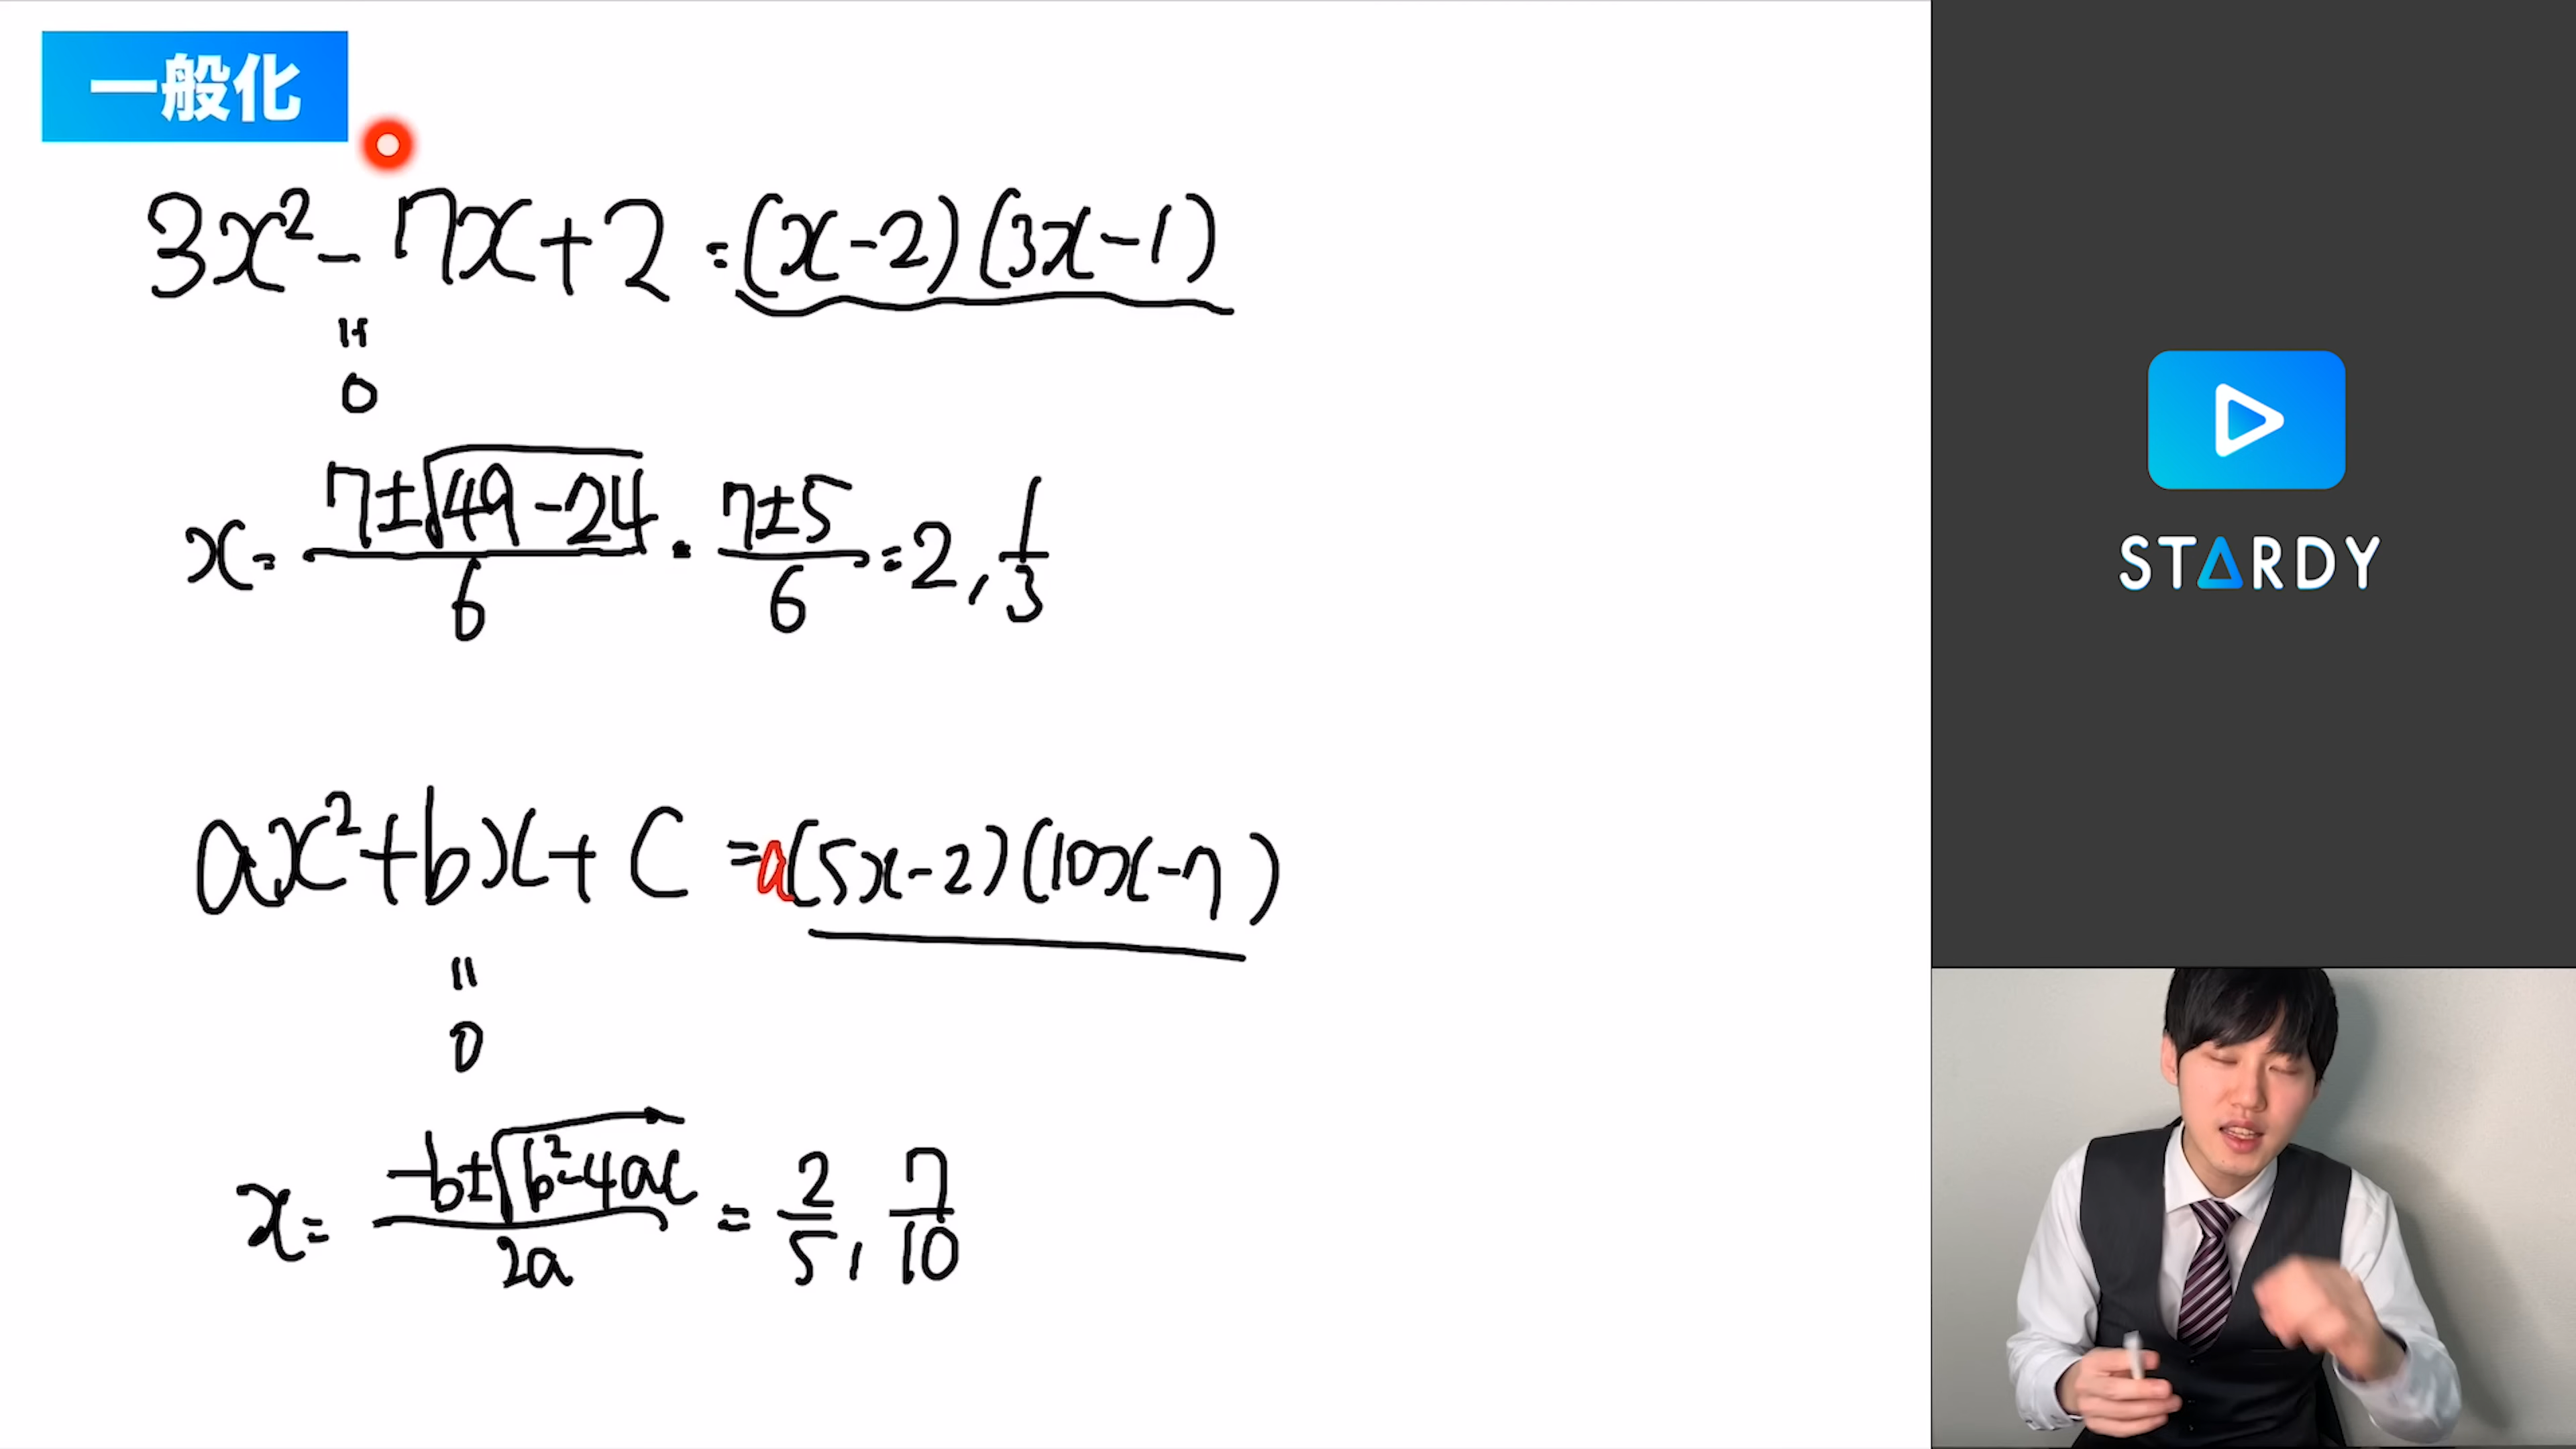 一般化
3x²-7x+2=(x-2)(3x-1)
=
0
x=7±√49-24/6=7±5/6=2,1/3
ax²+bx+c=a(5x-2)(10x-7)
=
0
x=-b±√b²-4ac/2a=2/5,7/10
STARDY